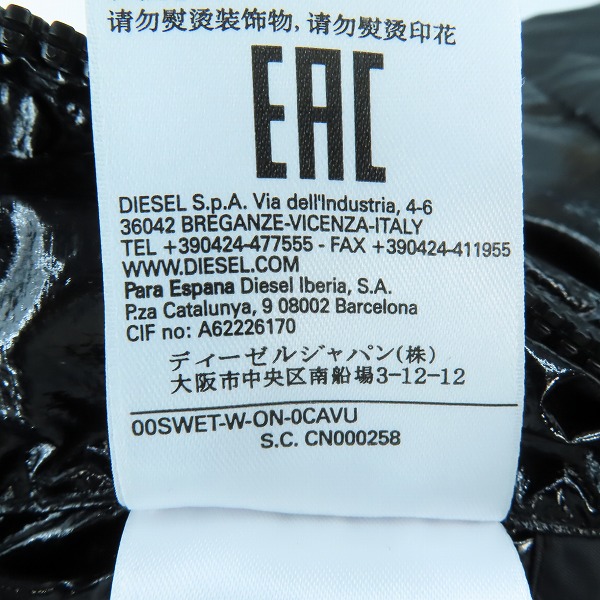 请勿熨烫装饰物,请勿熨烫印花
EAC
DIESEL S.p.A. Via dell'Industria, 4-6
36042 BREGANZE-VICENZA-ITALY
TEL +390424-477555 - FAX +390424-411955
WWW.DIESEL.COM
Para Espana Diesel Iberia, S.A.
P.za Catalunya, 9 08002 Barcelona
CIF no: A62226170
ディーゼルジャパン(株)
大阪市中央区南船場3-12-12
00SWET-W-ON-0CAVU
S.C. CN000258